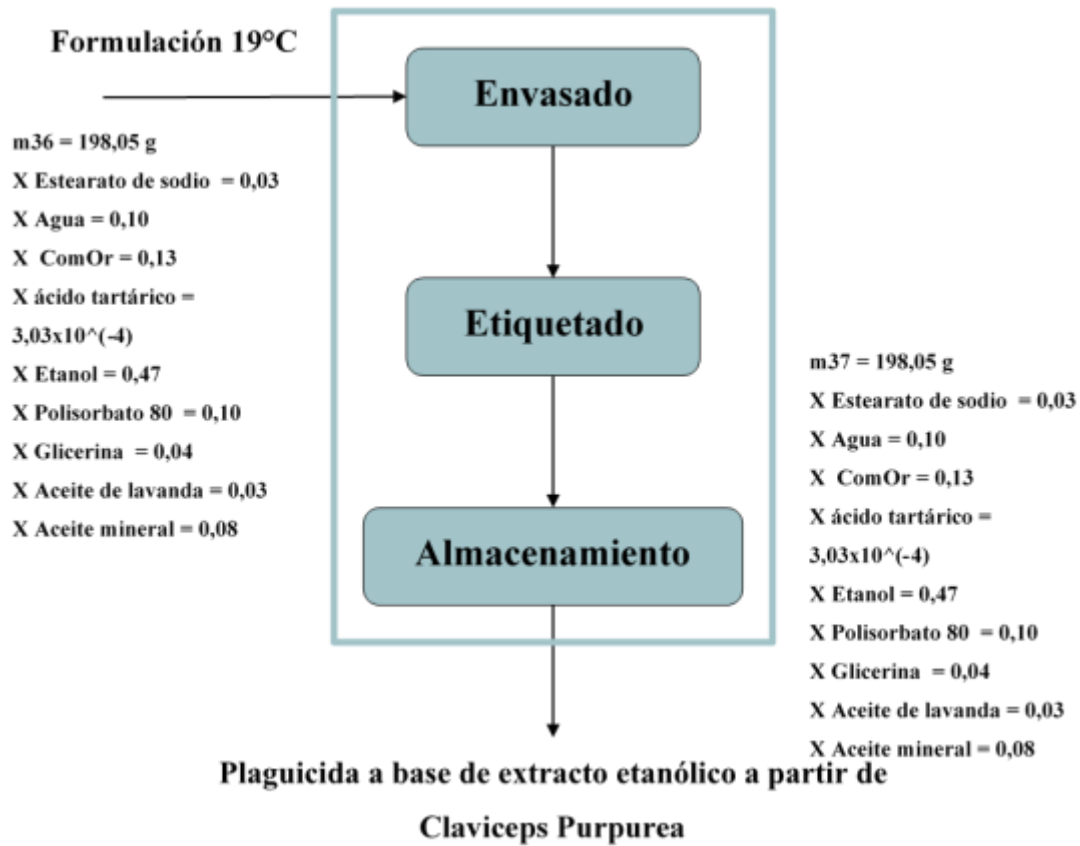 Formulación 19°C
Envasado
m36 = 198,05 g
X Estearato de sodio = 0,03
X Agua = 0,10
X ComOr = 0,13
X ácido tartárico =
3,03x10^(-4)
X Etanol = 0,47
X Polisorbato 80 = 0,10
X Glicerina = 0,04
X Aceite de lavanda = 0,03
X Aceite mineral = 0,08
Etiquetado
Almacenamiento
m37 = 198,05 g
X Estearato de sodio = 0,03
X Agua = 0,10
X ComOr = 0,13
X ácido tartárico =
3,03x10^(-4)
X Etanol = 0,47
X Polisorbato 80 = 0,10
X Glicerina = 0,04
X Aceite de lavanda = 0,03
X Aceite mineral = 0,08
Plaguicida a base de extracto etanólico a partir de
Claviceps Purpurea